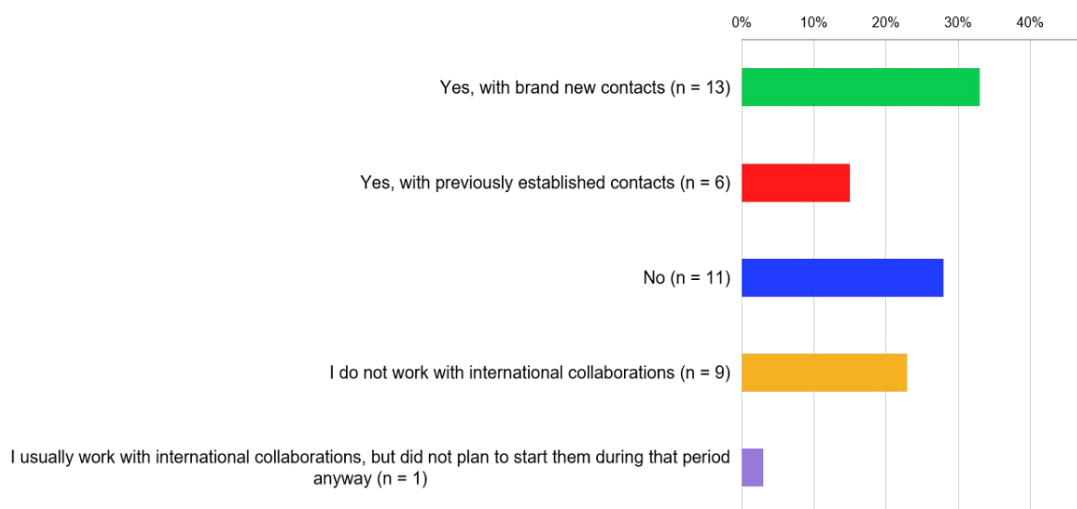 0% 10% 20% 30% 40%
Yes, with brand new contacts (n = 13)
Yes, with previously established contacts (n = 6)
No (n = 11)
I do not work with international collaborations (n = 9)
I usually work with international collaborations, but did not plan to start them during that period
anyway (n = 1)